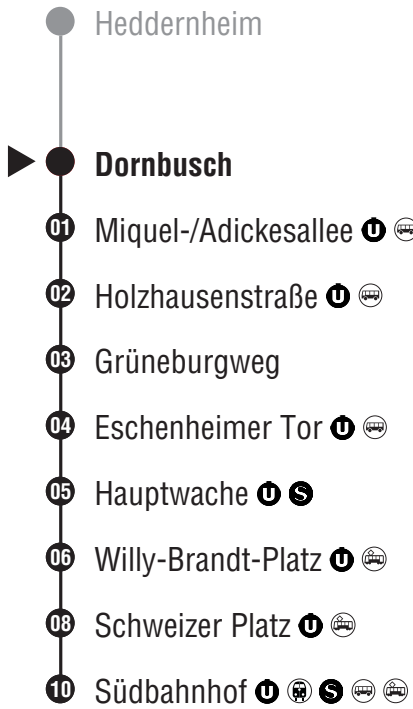 Heddernheim
Dornbusch
01 Miquel-/Adickesallee U
02 Holzhausenstraße U
03 Grüneburgweg
04 Eschenheimer Tor U
05 Hauptwache U S
06 Willy-Brandt-Platz U
08 Schweizer Platz U
10 Südbahnhof U S